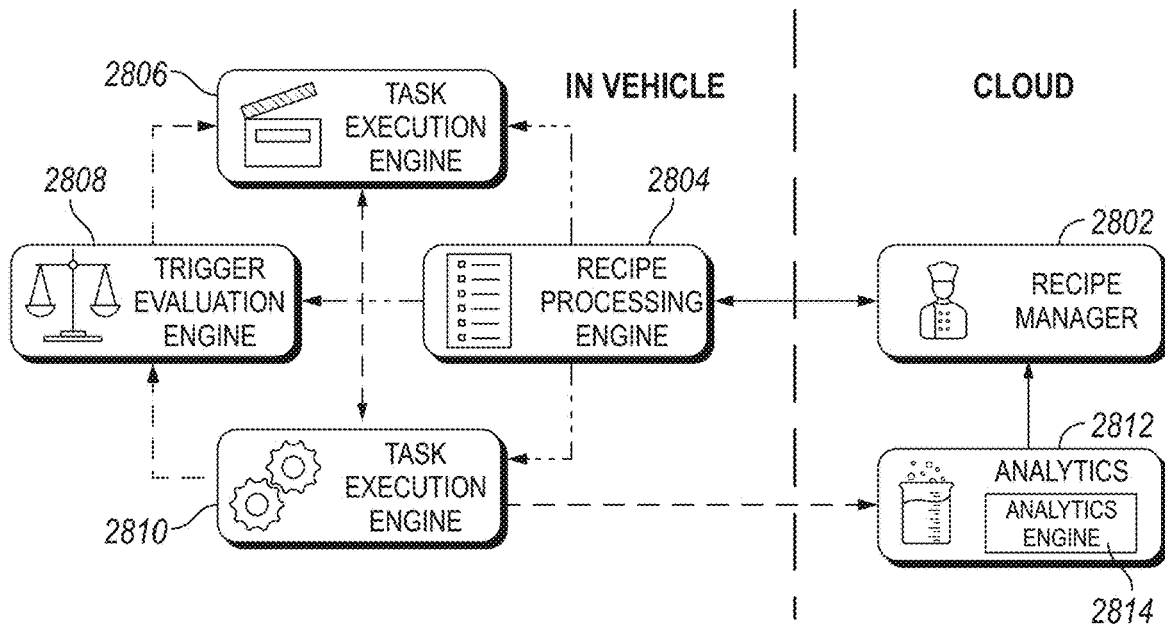 IN VEHICLE
CLOUD
2806
TASK
EXECUTION
ENGINE
2808
TRIGGER
EVALUATION
ENGINE
2804
RECIPE
PROCESSING
ENGINE
2802
RECIPE
MANAGER
2810
TASK
EXECUTION
ENGINE
2812
ANALYTICS
ANALYTICS
ENGINE
2814